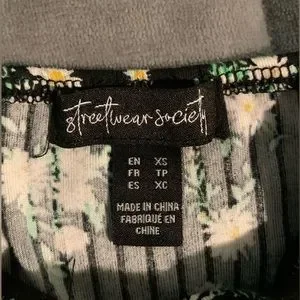 streetwear society
EN XS
FR TP
ES XC
MADE IN CHINA
FABRIQUÉ EN
CHINE